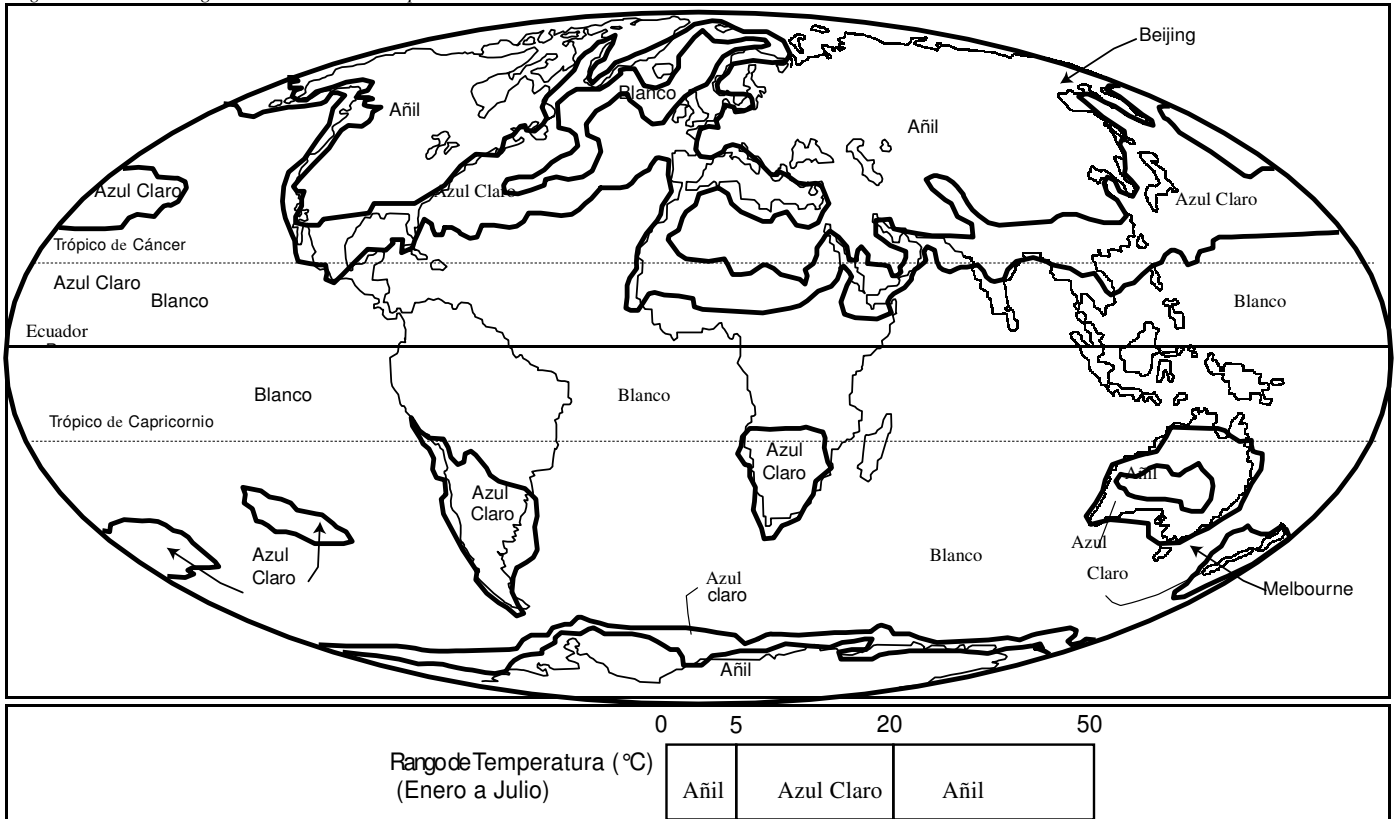 Beijing
Blanco
Añil
Añil
Azul Claro
Azul Claro
Azul Claro
Trópico de Cáncer
Azul Claro
Blanco
Blanco
Ecuador
Blanco
Blanco
Trópico de Capricornio
Azul
Claro
Añil
Azul
Claro
Azul
Claro
Azul
Claro
Blanco
Azul
claro
Melbourne
Añil
0 5 20 50
Rango de Temperatura (°C)
(Enero a Julio)
Añil Azul Claro Añil